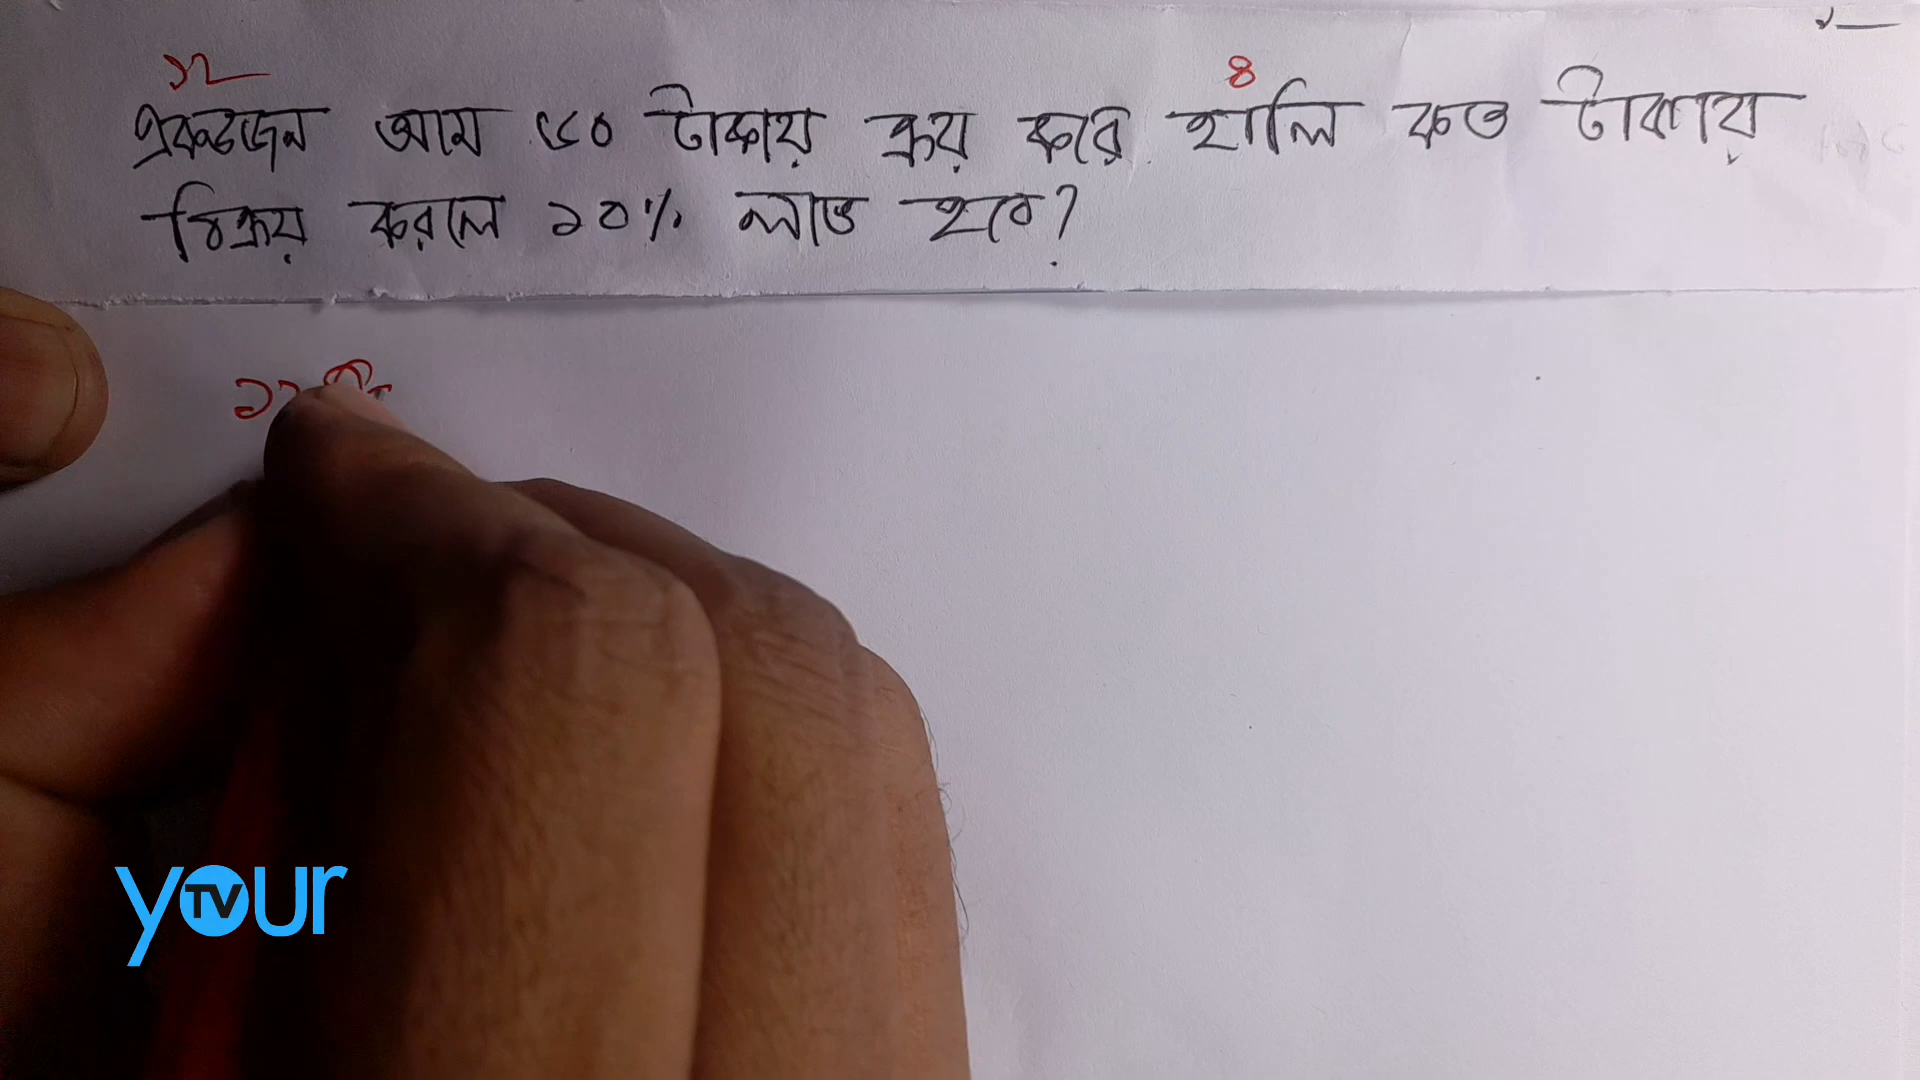 ১২
৪
একডজন আম ৬০ টাকায় ক্রয় করে হালি কত টাকায়
বিক্রয় করলে ১০% লাভ হবে?
your
TV